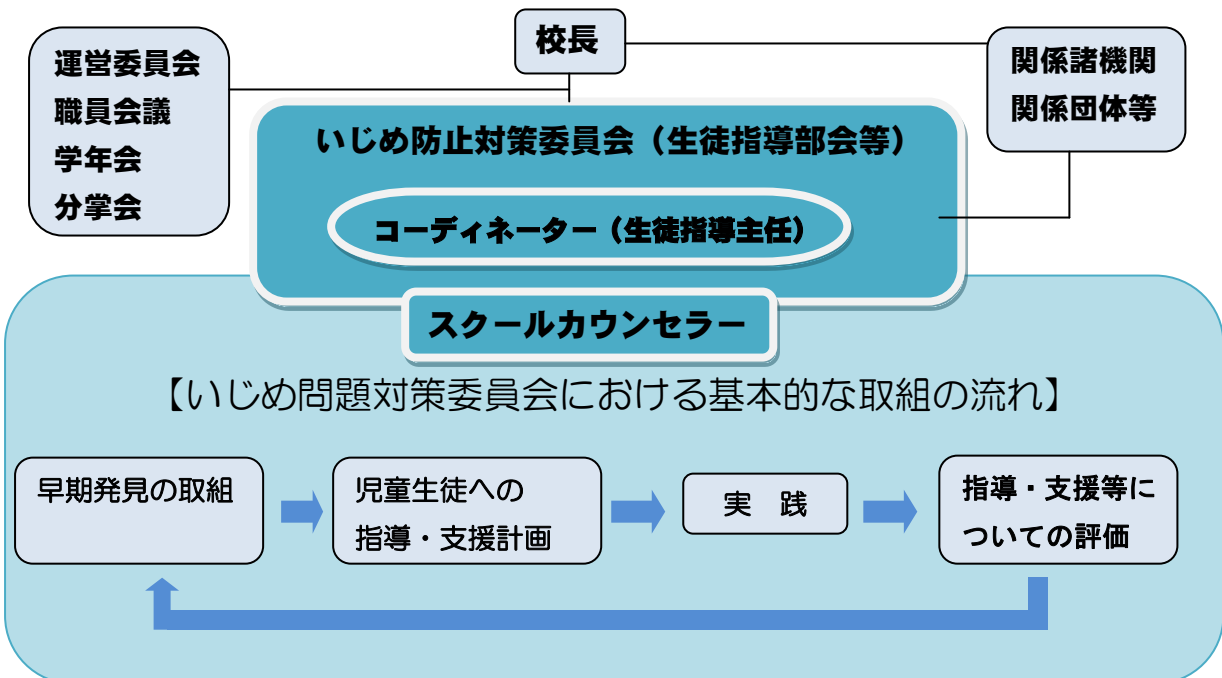 校長
運営委員会
職員会議
学年会
分掌会
関係諸機関
関係団体等
いじめ防止対策委員会（生徒指導部会等）
コーディネーター（生徒指導主任）
スクールカウンセラー
【いじめ問題対策委員会における基本的な取組の流れ】
早期発見の取組
児童生徒への
指導・支援計画
実　践
指導・支援等に
ついての評価